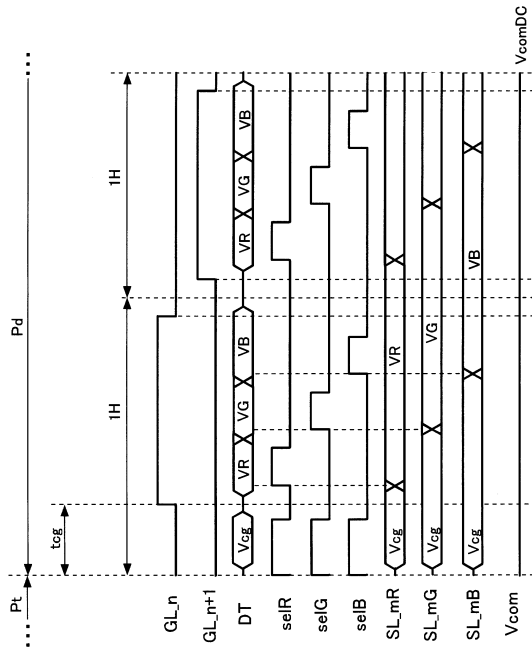 ... Pt Pd ...
1H 1H
tcg
GL_n
GL_n+1
DT Vcg VR VG VB VR VG VB
selR
selG
selB
SL_mR Vcg VR
SL_mG Vcg VG
SL_mB Vcg VB
Vcom VcomDC